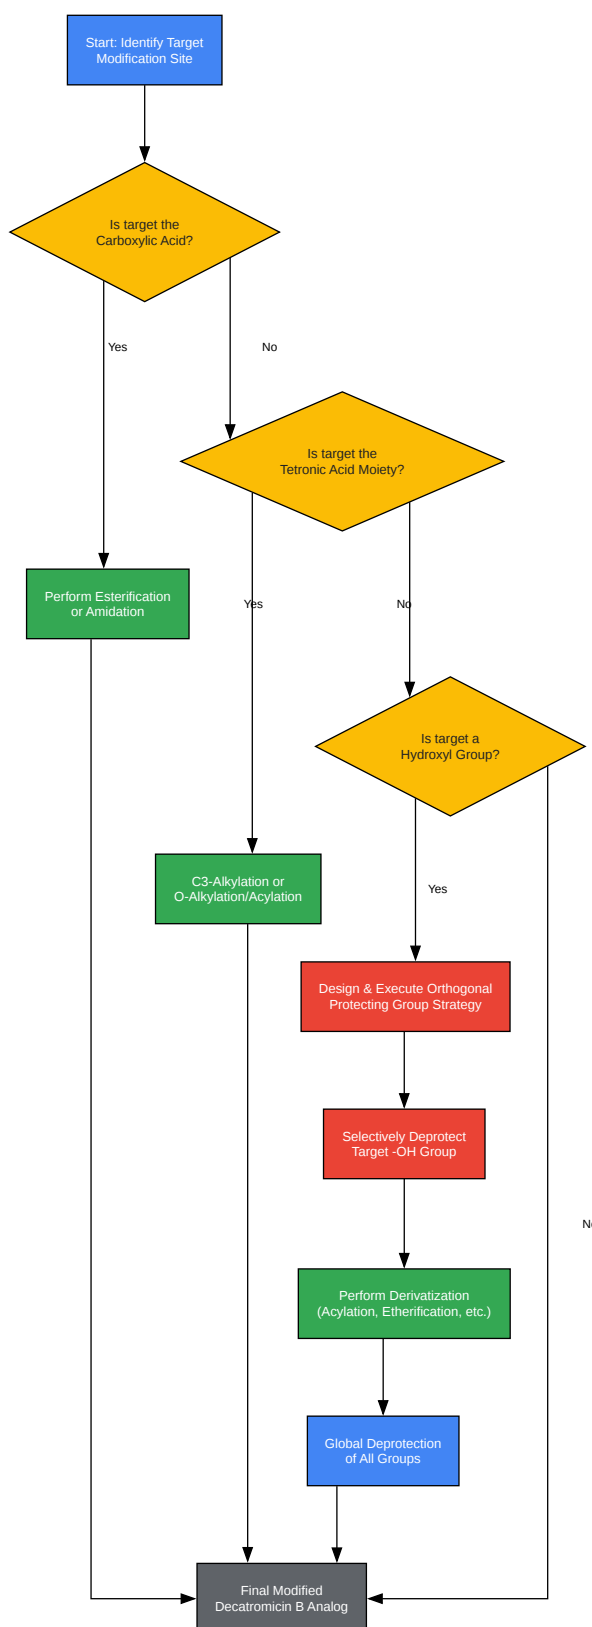 Start: Identify Target
Modification Site
Is target the
Carboxylic Acid?
Yes
No
Is target the
Tetronic Acid Moiety?
Perform Esterification
or Amidation
Yes
No
Is target a
Hydroxyl Group?
C3-Alkylation or
O-Alkylation/Acylation
Yes
Design & Execute Orthogonal
Protecting Group Strategy
Selectively Deprotect
Target -OH Group
Perform Derivatization
(Acylation, Etherification, etc.)
Global Deprotection
of All Groups
Final Modified
Decatromicin B Analog